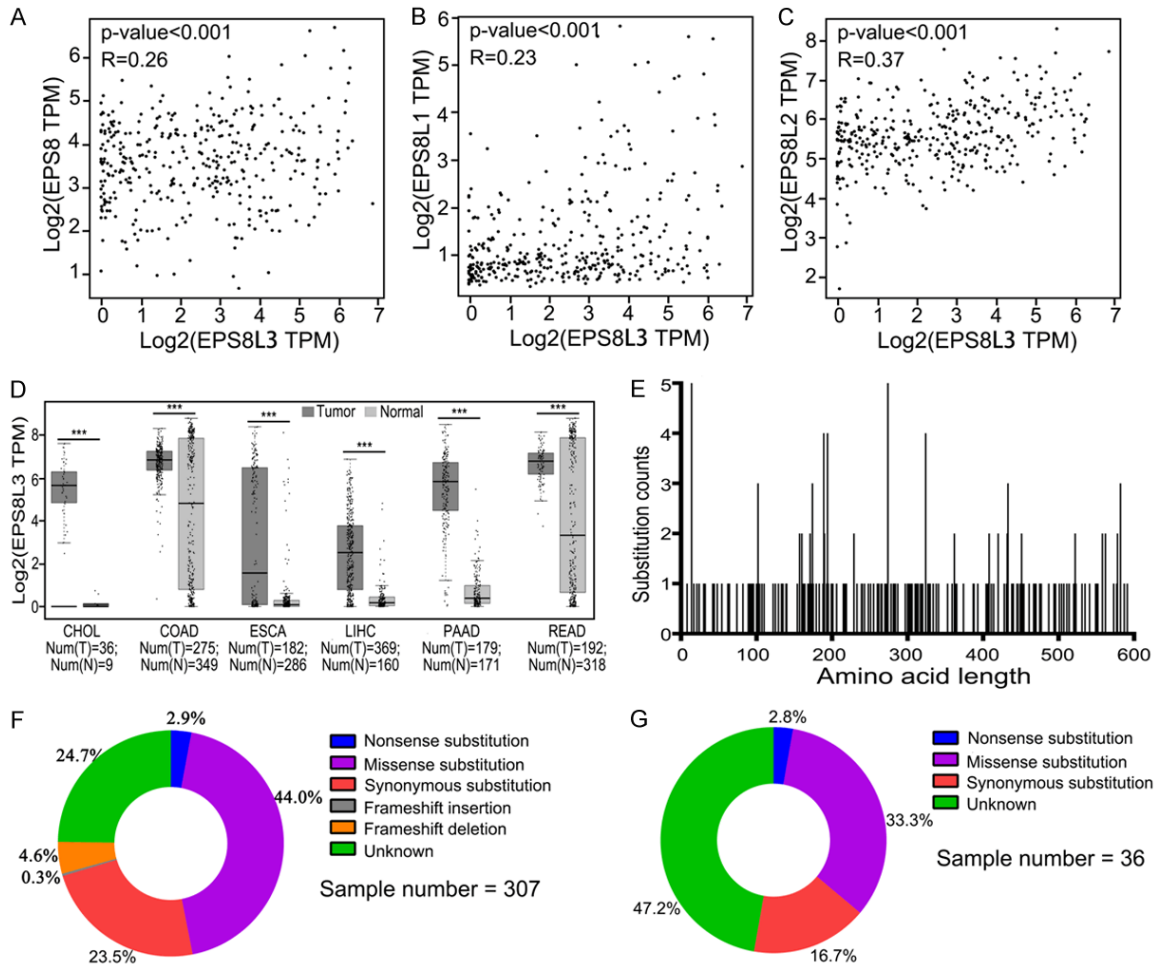 A
p-value<0.001
R=0.26
Log2(EPS8 TPM)
6
5
4
3
2
1
0 1 2 3 4 5 6 7
Log2(EPS8L3 TPM)
B
p-value<0.001
R=0.23
Log2(EPS8L1 TPM)
6
5
4
3
2
1
0 1 2 3 4 5 6 7
Log2(EPS8L3 TPM)
C
p-value<0.001
R=0.37
Log2(EPS8L2 TPM)
8
7
6
5
4
3
2
0 1 2 3 4 5 6 7
Log2(EPS8L3 TPM)
D
Tumor Normal
*** *** *** *** *** ***
Log2(EPS8L3 TPM)
8
6
4
2
0
CHOL COAD ESCA LIHC PAAD READ
Num(T)=36; Num(T)=275; Num(T)=182; Num(T)=369; Num(T)=179; Num(T)=192;
Num(N)=9 Num(N)=349 Num(N)=286 Num(N)=160 Num(N)=171 Num(N)=318
E
Substitution counts
5
4
3
2
1
0
0 100 200 300 400 500 600
Amino acid length
F
2.9%
44.0%
23.5%
0.3%
4.6%
24.7%
Nonsense substitution
Missense substitution
Synonymous substitution
Frameshift insertion
Frameshift deletion
Unknown
Sample number = 307
G
2.8%
33.3%
16.7%
47.2%
Nonsense substitution
Missense substitution
Synonymous substitution
Unknown
Sample number = 36